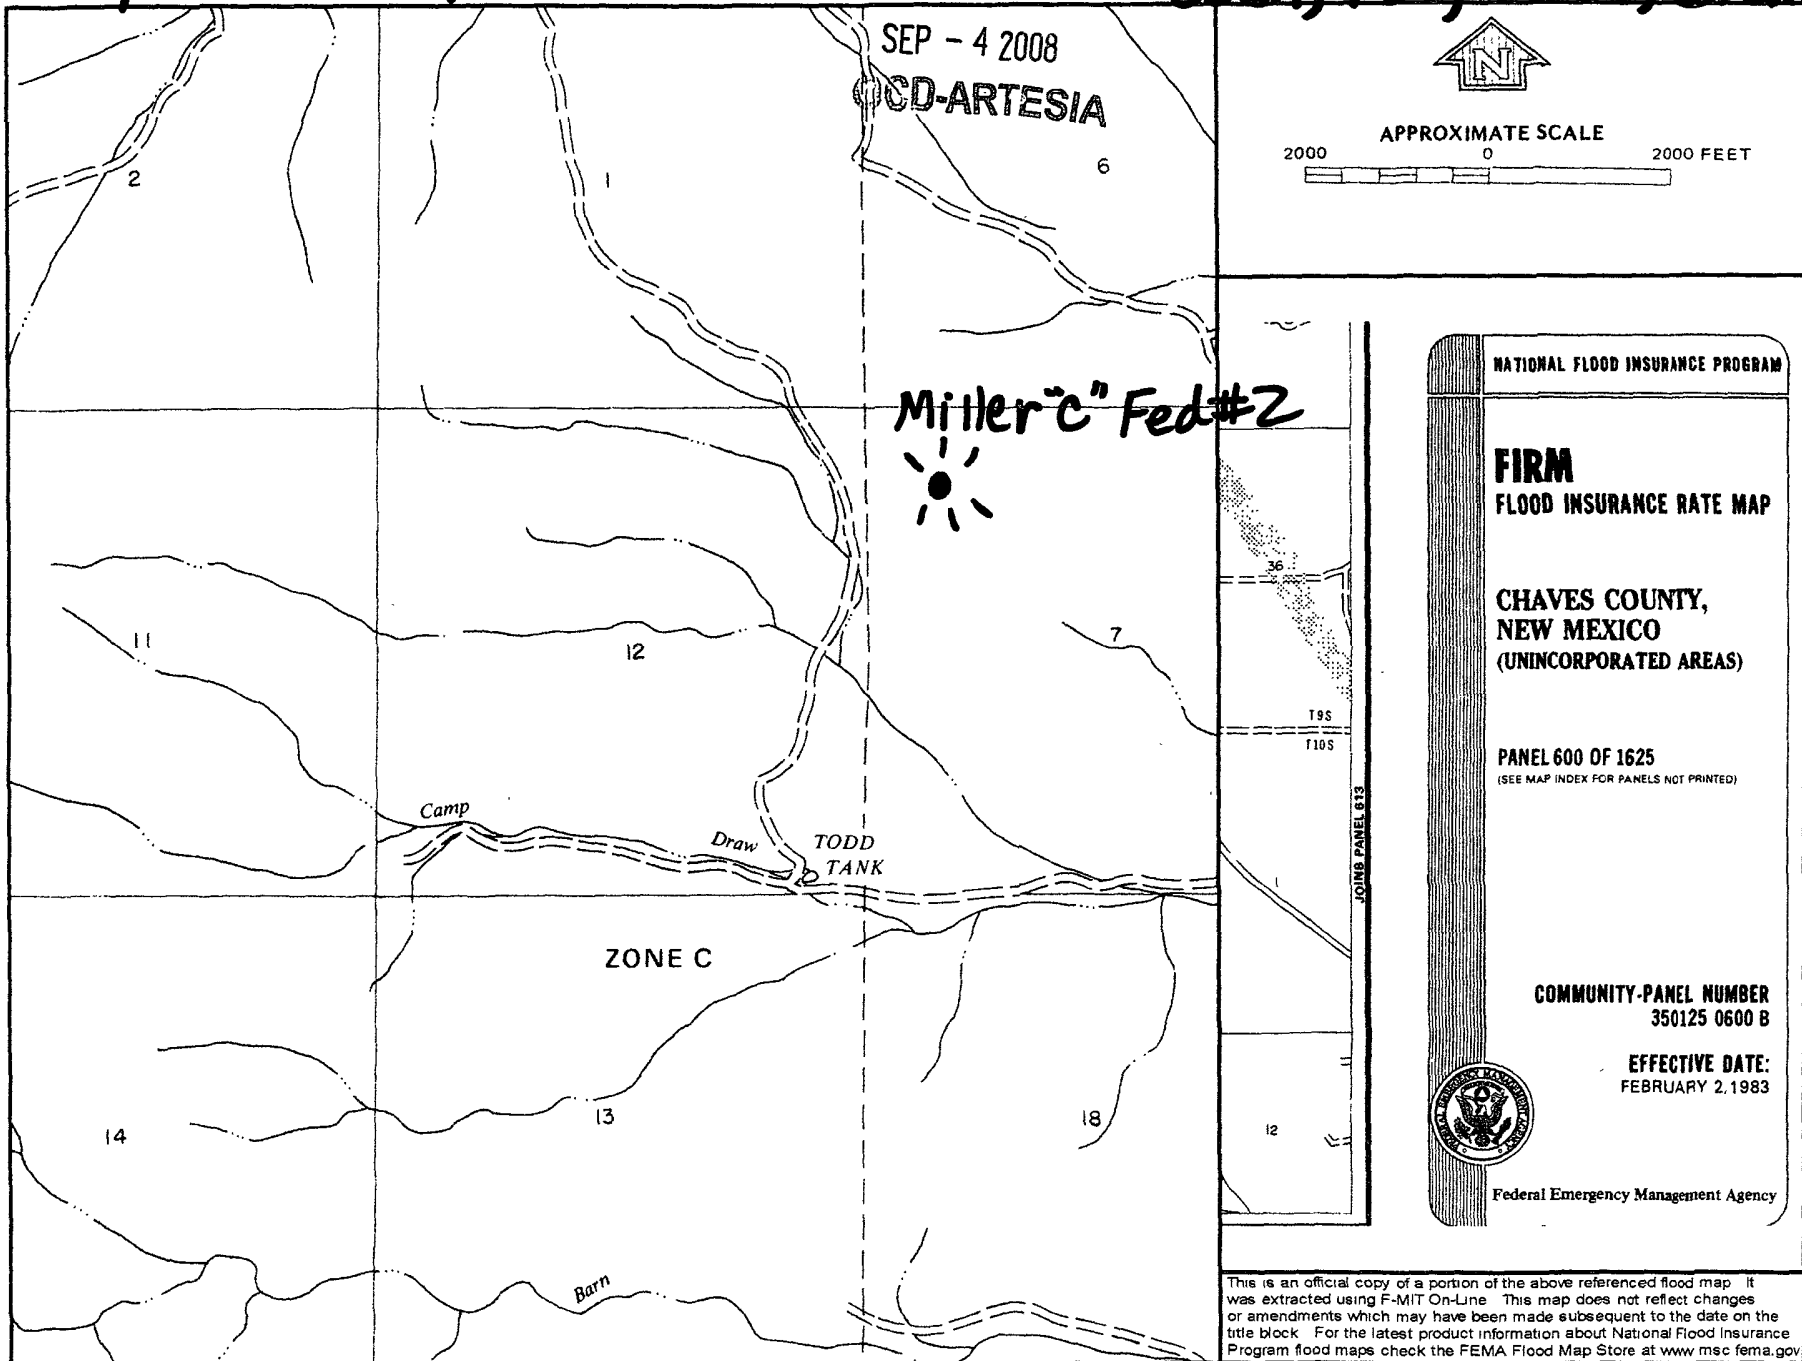 SEP - 4 2008
OCD-ARTESIA
N
APPROXIMATE SCALE
2000 0 2000 FEET
2
1
6
Miller "C" Fed #2
11
12
7
Camp
Draw
TODD
TANK
ZONE C
14
13
18
Barn
36
T9S
T10S
1
12
JOINS PANEL 613
NATIONAL FLOOD INSURANCE PROGRAM
FIRM
FLOOD INSURANCE RATE MAP
CHAVES COUNTY,
NEW MEXICO
(UNINCORPORATED AREAS)
PANEL 600 OF 1625
(SEE MAP INDEX FOR PANELS NOT PRINTED)
COMMUNITY-PANEL NUMBER
350125 0600 B
EFFECTIVE DATE:
FEBRUARY 2, 1983
FEDERAL EMERGENCY MANAGEMENT AGENCY
Federal Emergency Management Agency
This is an official copy of a portion of the above referenced flood map It
was extracted using F-MIT On-Line This map does not reflect changes
or amendments which may have been made subsequent to the date on the
title block For the latest product information about National Flood Insurance
Program flood maps check the FEMA Flood Map Store at www msc fema.gov